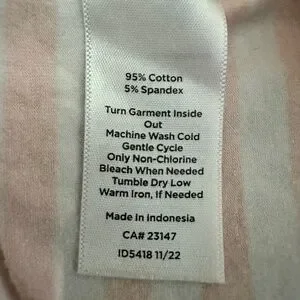 95% Cotton
5% Spandex
Turn Garment Inside
Out
Machine Wash Cold
Gentle Cycle
Only Non-Chlorine
Bleach When Needed
Tumble Dry Low
Warm Iron, If Needed
Made in Indonesia
CA# 23147
ID5418 11/22